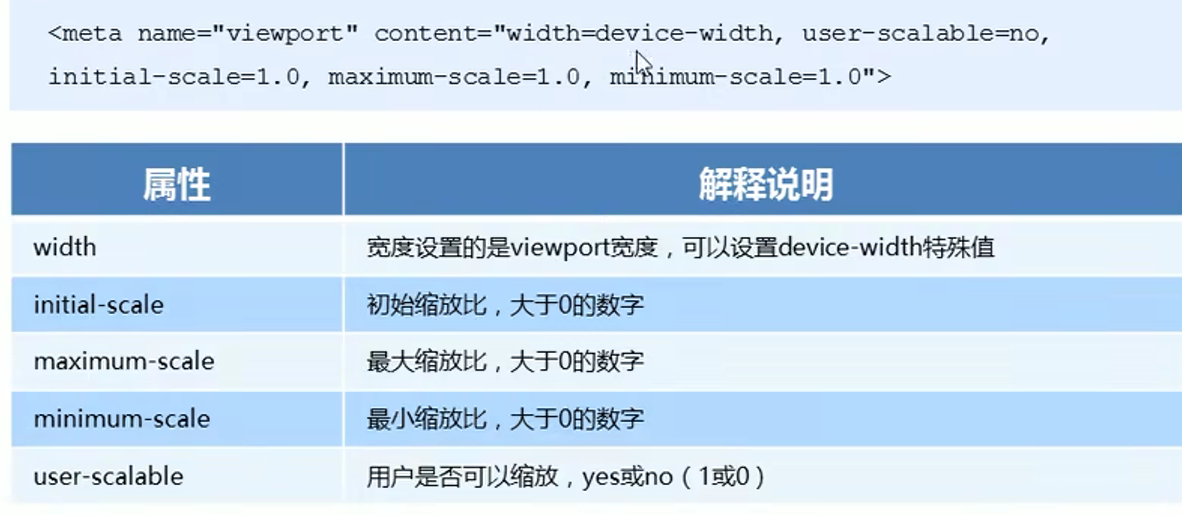 <meta name="viewport" content="width=device-width, user-scalable=no,
initial-scale=1.0, maximum-scale=1.0, minimum-scale=1.0">
属性 解释说明
width 宽度设置的是viewport宽度，可以设置device-width特殊值
initial-scale 初始缩放比，大于0的数字
maximum-scale 最大缩放比，大于0的数字
minimum-scale 最小缩放比，大于0的数字
user-scalable 用户是否可以缩放，yes或no（1或0）